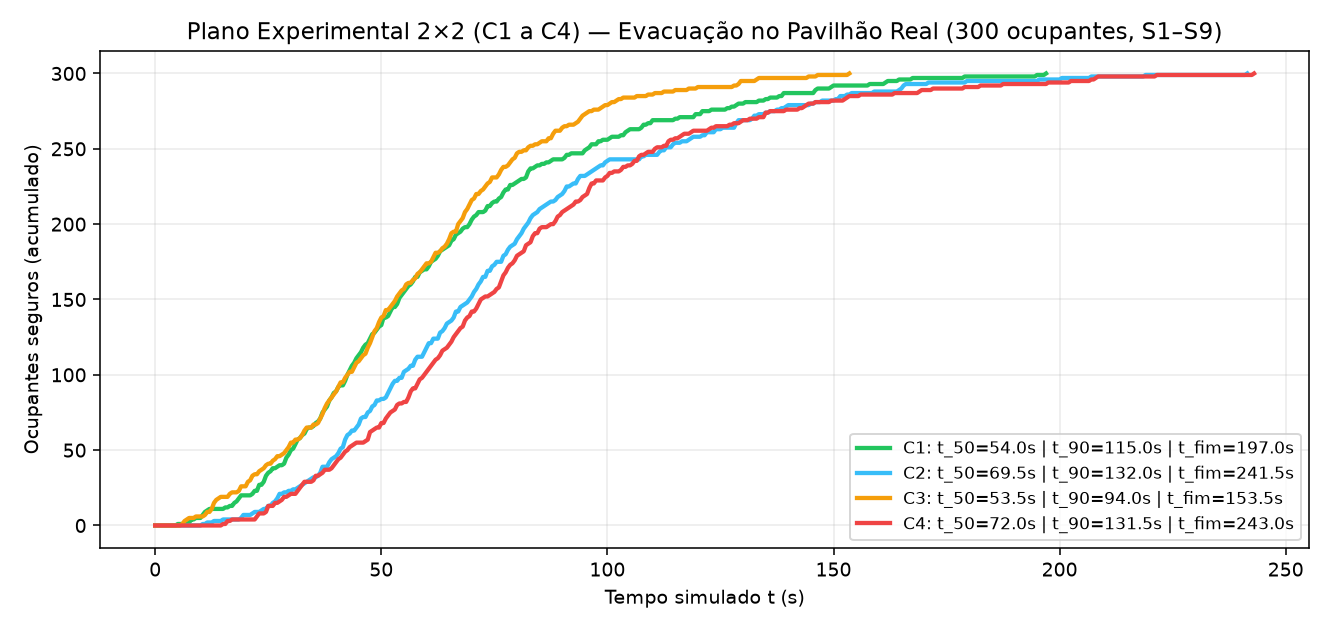 Plano Experimental 2×2 (C1 a C4) — Evacuação no Pavilhão Real (300 ocupantes, S1–S9)
Ocupantes seguros (acumulado)
300
250
200
150
100
50
0
C1: t_50=54.0s | t_90=115.0s | t_fim=197.0s
C2: t_50=69.5s | t_90=132.0s | t_fim=241.5s
C3: t_50=53.5s | t_90=94.0s | t_fim=153.5s
C4: t_50=72.0s | t_90=131.5s | t_fim=243.0s
0 50 100 150 200 250
Tempo simulado t (s)